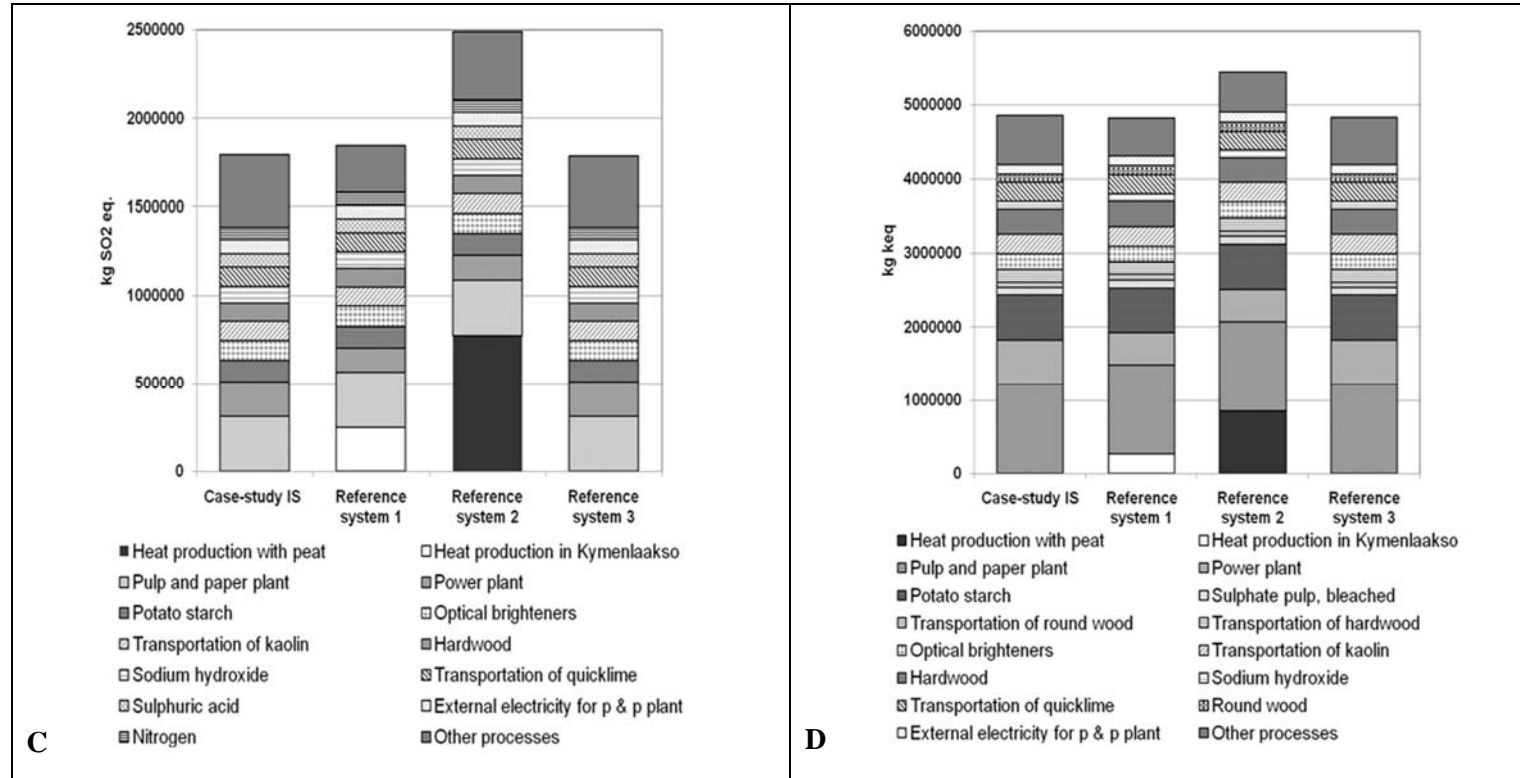 2500000
2000000
1500000
1000000
500000
0
kg SO2 eq.
Case-study IS
Reference system 1
Reference system 2
Reference system 3
Heat production with peat
Heat production in Kymenlaakso
Pulp and paper plant
Power plant
Potato starch
Optical brighteners
Transportation of kaolin
Hardwood
Sodium hydroxide
Transportation of quicklime
Sulphuric acid
External electricity for p & p plant
Nitrogen
Other processes
C
6000000
5000000
4000000
3000000
2000000
1000000
0
kg keq
Case-study IS
Reference system 1
Reference system 2
Reference system 3
Heat production with peat
Heat production in Kymenlaakso
Pulp and paper plant
Power plant
Potato starch
Sulphate pulp, bleached
Transportation of round wood
Transportation of hardwood
Optical brighteners
Transportation of kaolin
Hardwood
Sodium hydroxide
Transportation of quicklime
Round wood
External electricity for p & p plant
Other processes
D